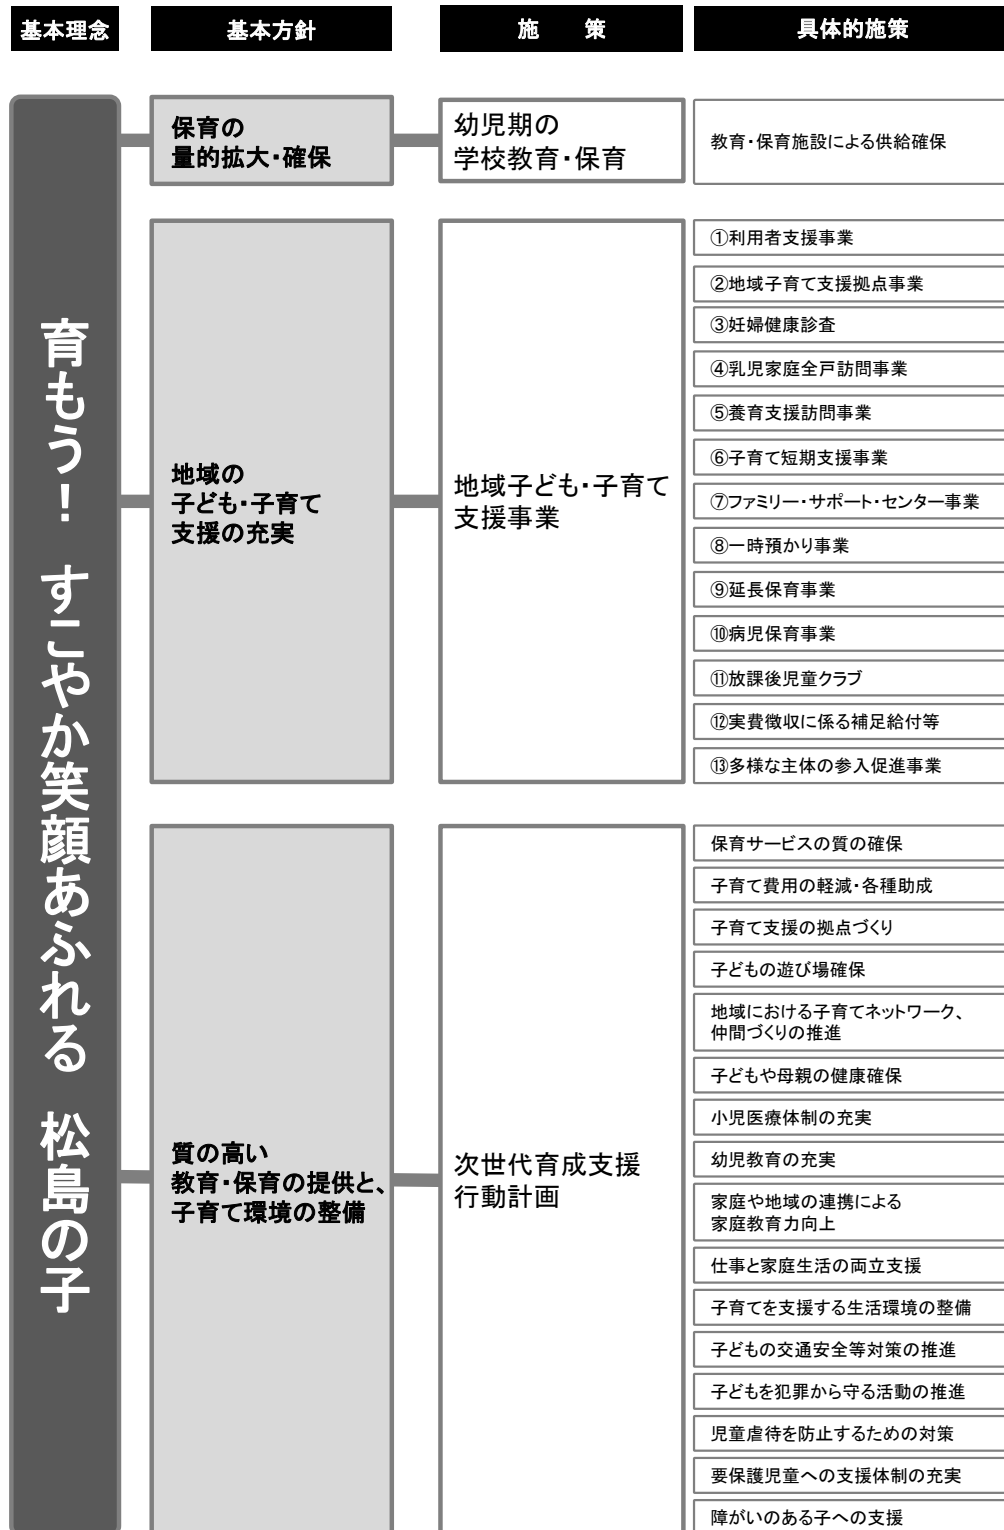 基本理念
基本方針
施　策
具体的施策
育もう！　すこやか笑顔あふれる　松島の子
保育の
量的拡大・確保
幼児期の
学校教育・保育
教育・保育施設による供給確保
地域の
子ども・子育て
支援の充実
地域子ども・子育て
支援事業
①利用者支援事業
②地域子育て支援拠点事業
③妊婦健康診査
④乳児家庭全戸訪問事業
⑤養育支援訪問事業
⑥子育て短期支援事業
⑦ファミリー・サポート・センター事業
⑧一時預かり事業
⑨延長保育事業
⑩病児保育事業
⑪放課後児童クラブ
⑫実費徴収に係る補足給付等
⑬多様な主体の参入促進事業
質の高い
教育・保育の提供と、
子育て環境の整備
次世代育成支援
行動計画
保育サービスの質の確保
子育て費用の軽減・各種助成
子育て支援の拠点づくり
子どもの遊び場確保
地域における子育てネットワーク、
仲間づくりの推進
子どもや母親の健康確保
小児医療体制の充実
幼児教育の充実
家庭や地域の連携による
家庭教育力向上
仕事と家庭生活の両立支援
子育てを支援する生活環境の整備
子どもの交通安全等対策の推進
子どもを犯罪から守る活動の推進
児童虐待を防止するための対策
要保護児童への支援体制の充実
障がいのある子への支援